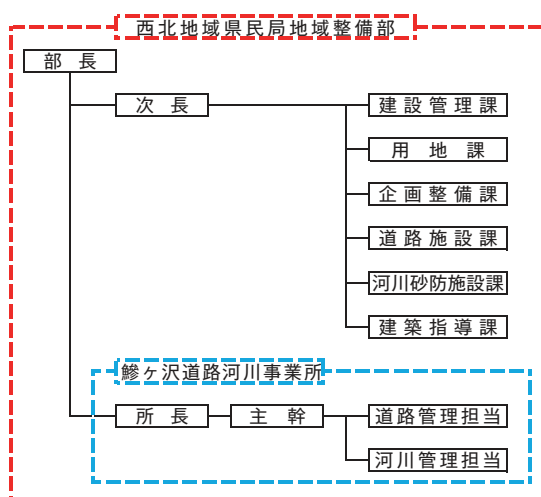 西北地域県民局地域整備部
部長
次長
建設管理課
用地課
企画整備課
道路施設課
河川砂防施設課
建築指導課
鰺ヶ沢道路河川事業所
所長
主幹
道路管理担当
河川管理担当